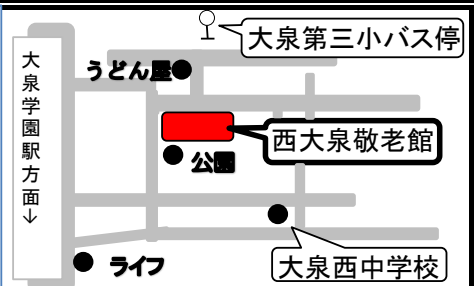 大泉第三小バス停
大泉学園駅方面↓
うどん屋
西大泉敬老館
公園
大泉西中学校
ライフ